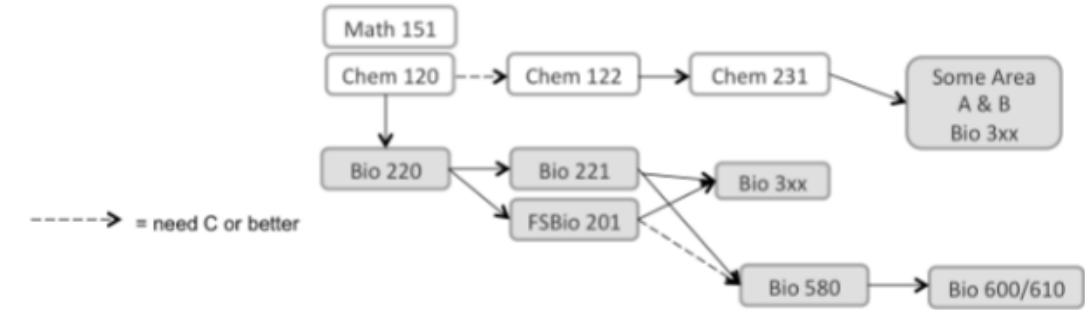 Math 151
Chem 120
Chem 122
Chem 231
Some Area
A & B
Bio 3xx
Bio 220
Bio 221
Bio 3xx
FSBio 201
= need C or better
Bio 580
Bio 600/610